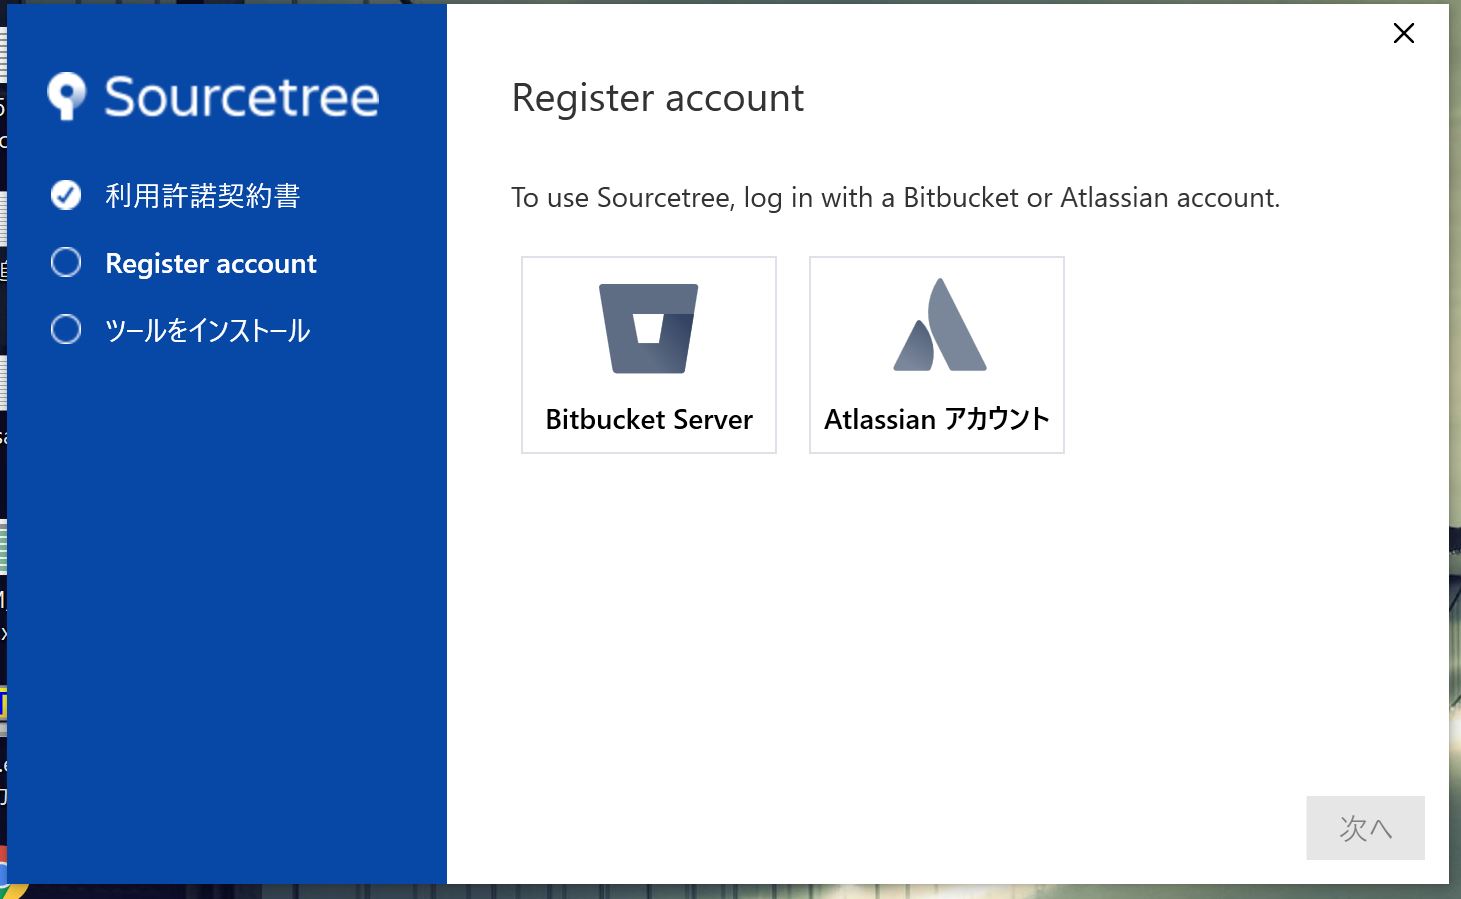 Sourcetree
利用許諾契約書
Register account
ツールをインストール
Register account
To use Sourcetree, log in with a Bitbucket or Atlassian account.
Bitbucket Server
Atlassian アカウント
次へ